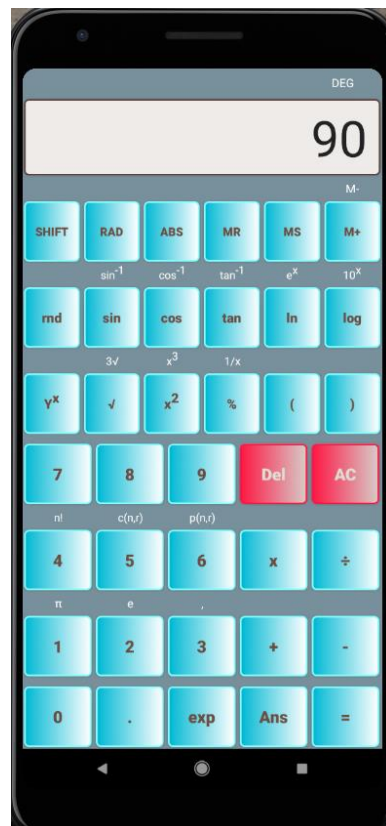 DEG
90
M-
SHIFT RAD ABS MR MS M+
sin⁻¹ cos⁻¹ tan⁻¹ eˣ 10ˣ
rnd sin cos tan ln log
3√ x³ 1/x
Yˣ √ x² % ( )
7 8 9 Del AC
n! c(n,r) p(n,r)
4 5 6 x ÷
π e ,
1 2 3 + -
0 . exp Ans =